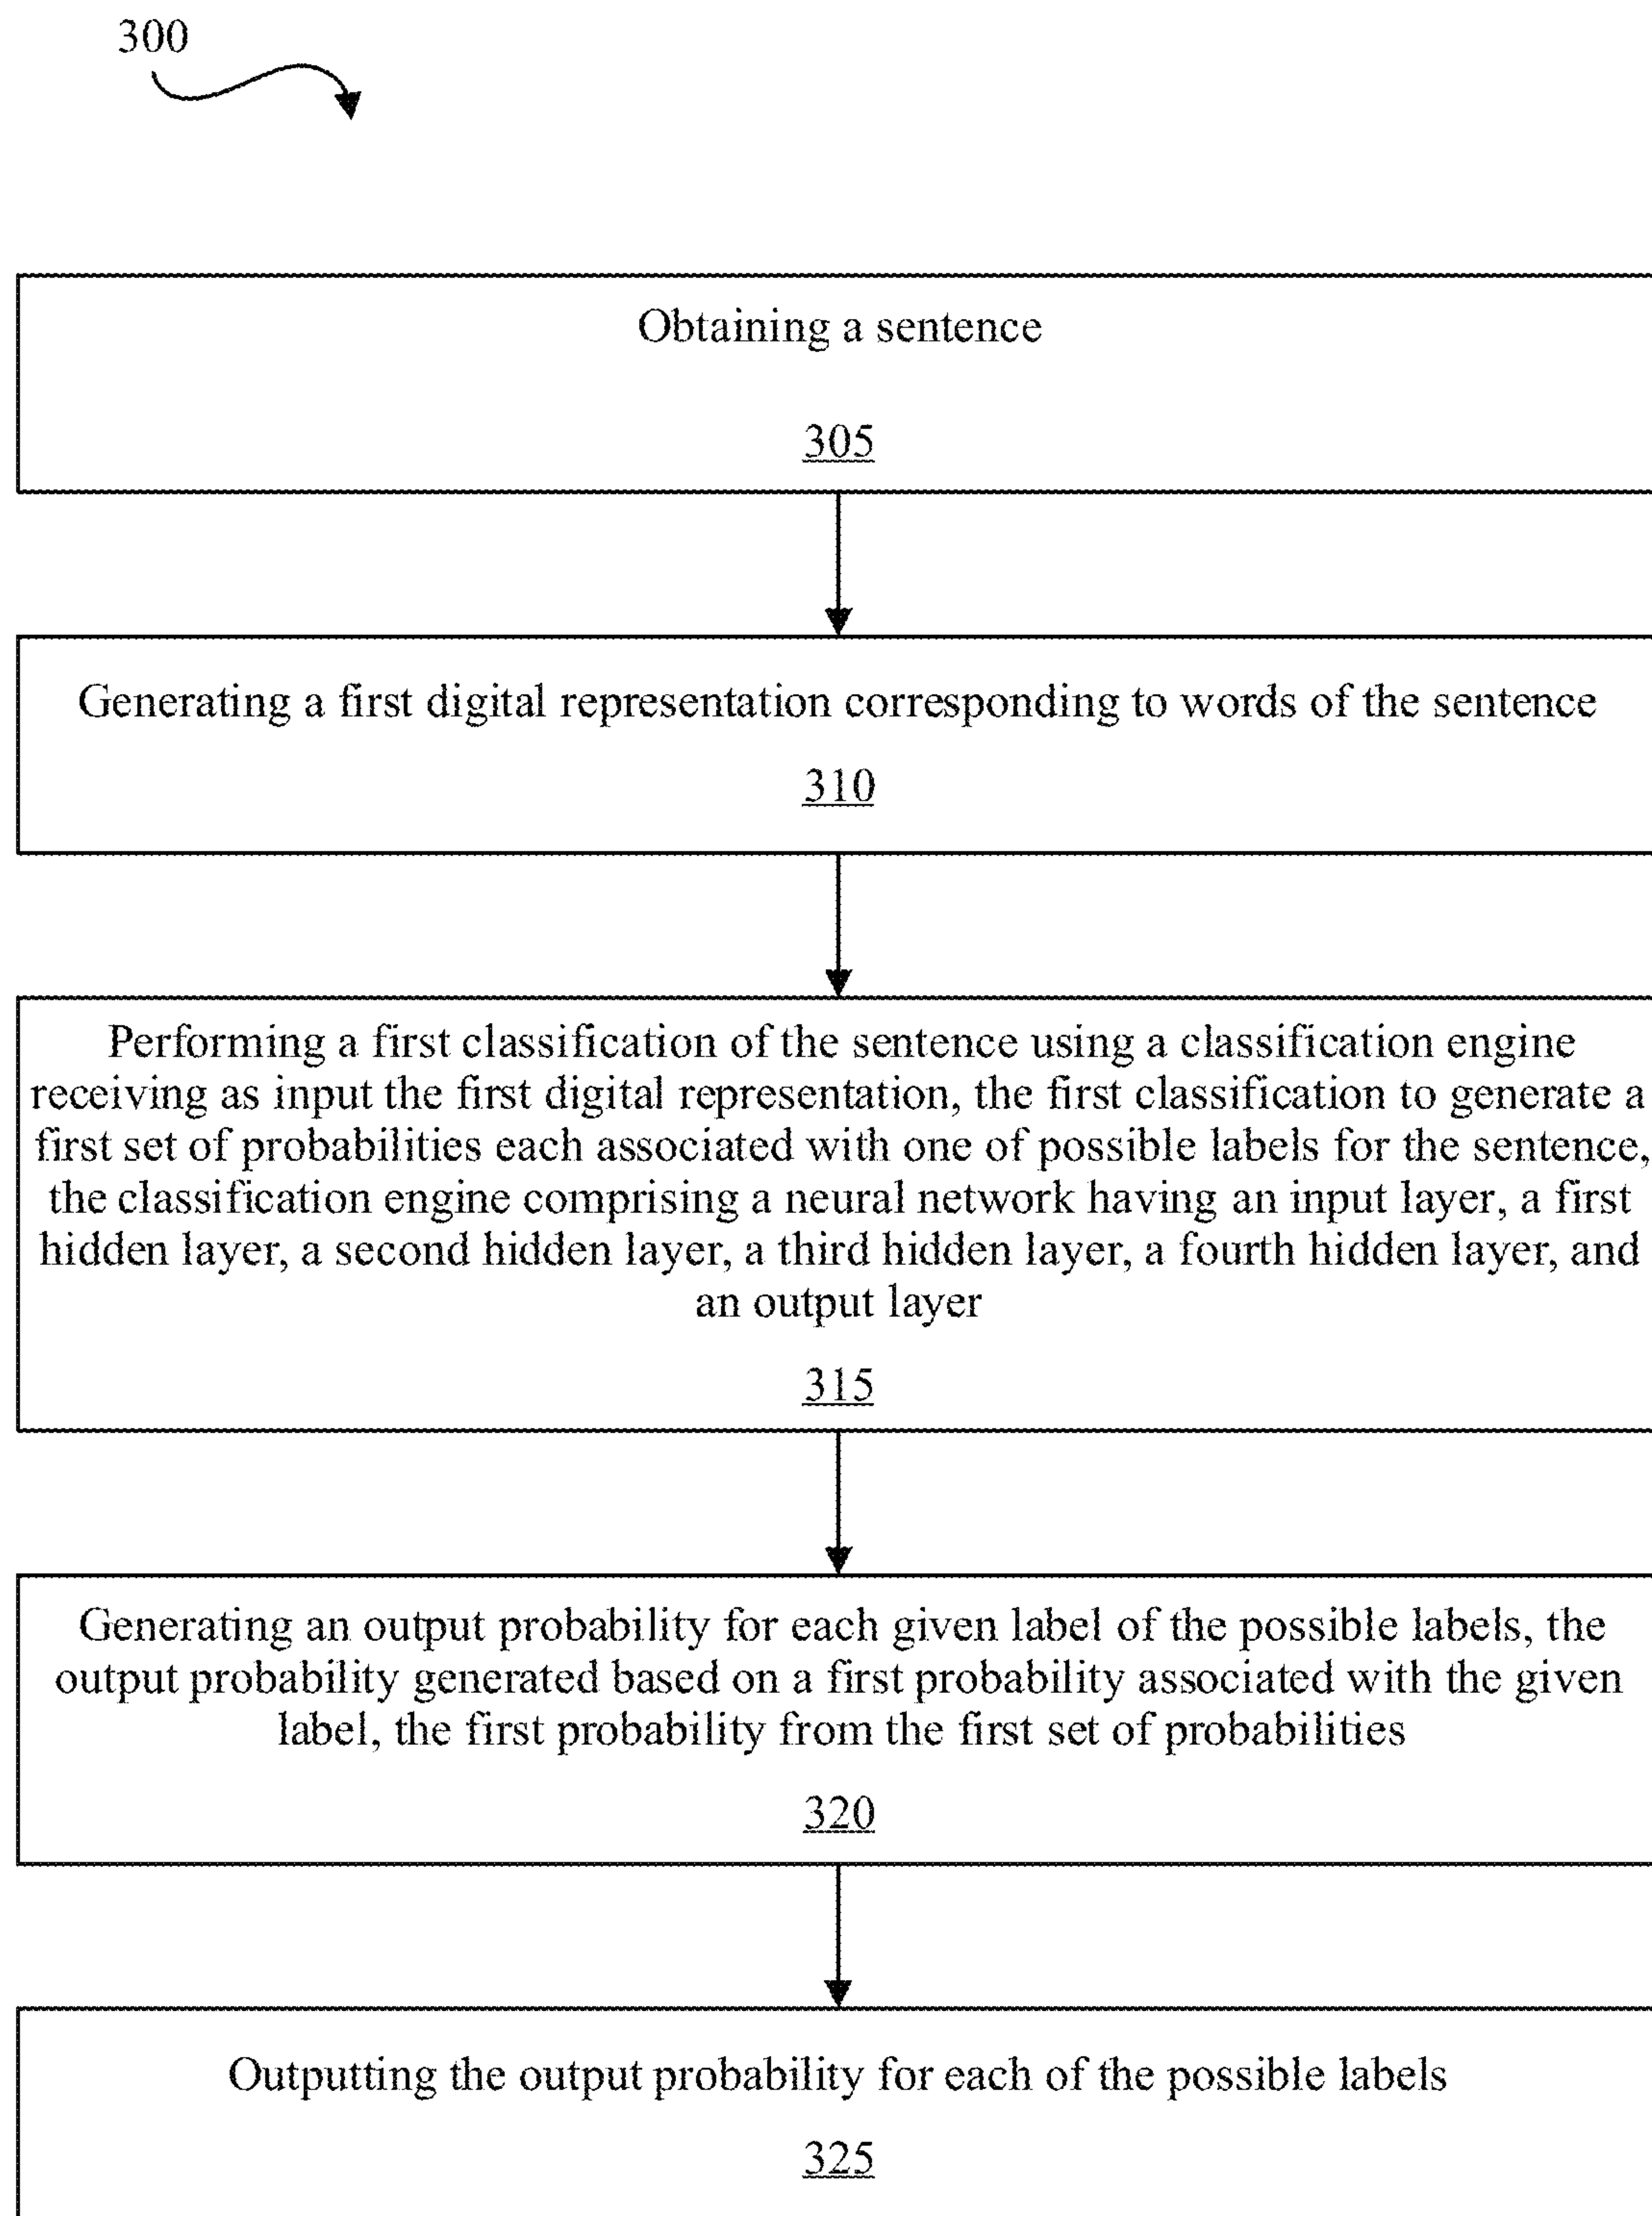 300
Obtaining a sentence
305
Generating a first digital representation corresponding to words of the sentence
310
Performing a first classification of the sentence using a classification engine
receiving as input the first digital representation, the first classification to generate a
first set of probabilities each associated with one of possible labels for the sentence,
the classification engine comprising a neural network having an input layer, a first
hidden layer, a second hidden layer, a third hidden layer, a fourth hidden layer, and
an output layer
315
Generating an output probability for each given label of the possible labels, the
output probability generated based on a first probability associated with the given
label, the first probability from the first set of probabilities
320
Outputting the output probability for each of the possible labels
325